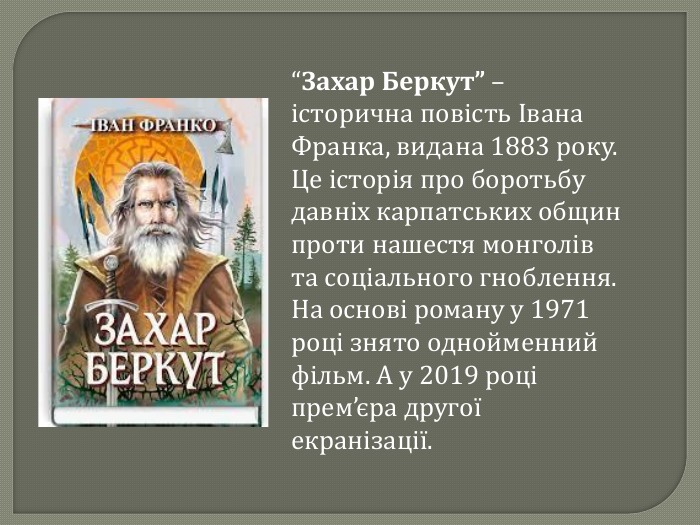 ІВАН ФРАНКО
ЗАХАР
БЕРКУТ
“Захар Беркут” –
історична повість Івана
Франка, видана 1883 року.
Це історія про боротьбу
давніх карпатських общин
проти нашестя монголів
та соціального гноблення.
На основі роману у 1971
році знято однойменний
фільм. А у 2019 році
прем’єра другої
екранізації.